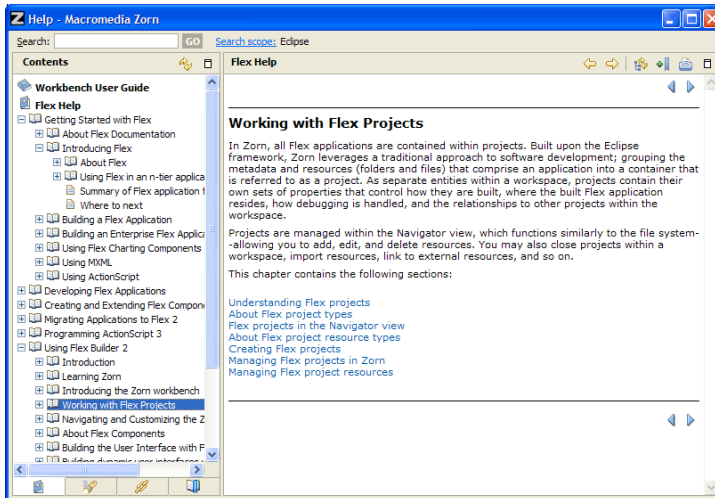 Help - Macromedia Zorn
Search: GO Search scope: Eclipse
Contents
Workbench User Guide
Flex Help
Getting Started with Flex
About Flex Documentation
Introducing Flex
About Flex
Using Flex in an n-tier applica
Summary of Flex application f
Where to next
Building a Flex Application
Building an Enterprise Flex Applica
Using Flex Charting Components
Using MXML
Using ActionScript
Developing Flex Applications
Creating and Extending Flex Compone
Migrating Applications to Flex 2
Programming ActionScript 3
Using Flex Builder 2
Introduction
Learning Zorn
Introducing the Zorn workbench
Working with Flex Projects
Navigating and Customizing the Z
About Flex Components
Building the User Interface with F
Building dynamic user interfaces
Flex Help
Working with Flex Projects
In Zorn, all Flex applications are contained within projects. Built upon the Eclipse
framework, Zorn leverages a traditional approach to software development; grouping the
metadata and resources (folders and files) that comprise an application into a container that
is referred to as a project. As separate entities within a workspace, projects contain their
own sets of properties that control how they are built, where the built Flex application
resides, how debugging is handled, and the relationships to other projects within the
workspace.
Projects are managed within the Navigator view, which functions similarly to the file system-
-allowing you to add, edit, and delete resources. You may also close projects within a
workspace, import resources, link to external resources, and so on.
This chapter contains the following sections:
Understanding Flex projects
About Flex project types
Flex projects in the Navigator view
About Flex project resource types
Creating Flex projects
Managing Flex projects in Zorn
Managing Flex project resources